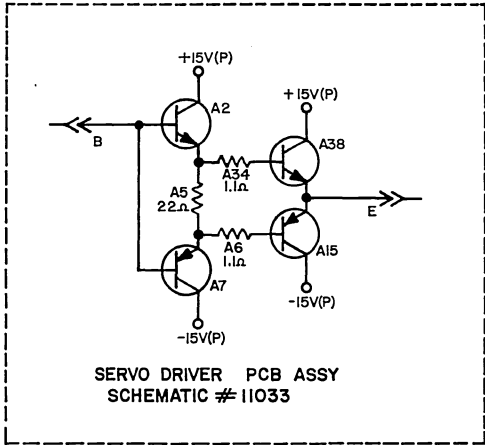 +15V(P)
A2
+15V(P)
B
A38
A34
1.1Ω
A5
22Ω
E
A6
1.1Ω
A15
A7
-15V(P)
-15V(P)
SERVO DRIVER PCB ASSY
SCHEMATIC # 11033